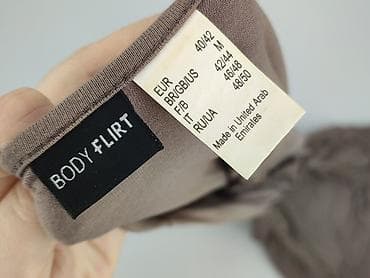 BODY FLIRT
EUR 40/42
BR/GB/US M
F/B 42/44
IT 46/48
RU/UA 48/50
Made in United Arab
Emirates